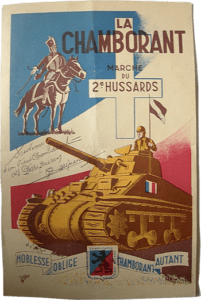 LA
CHAMBORANT
MARCHE
DU
2e HUSSARDS
NOBLESSE OBLIGE CHAMBORANT AUTANT